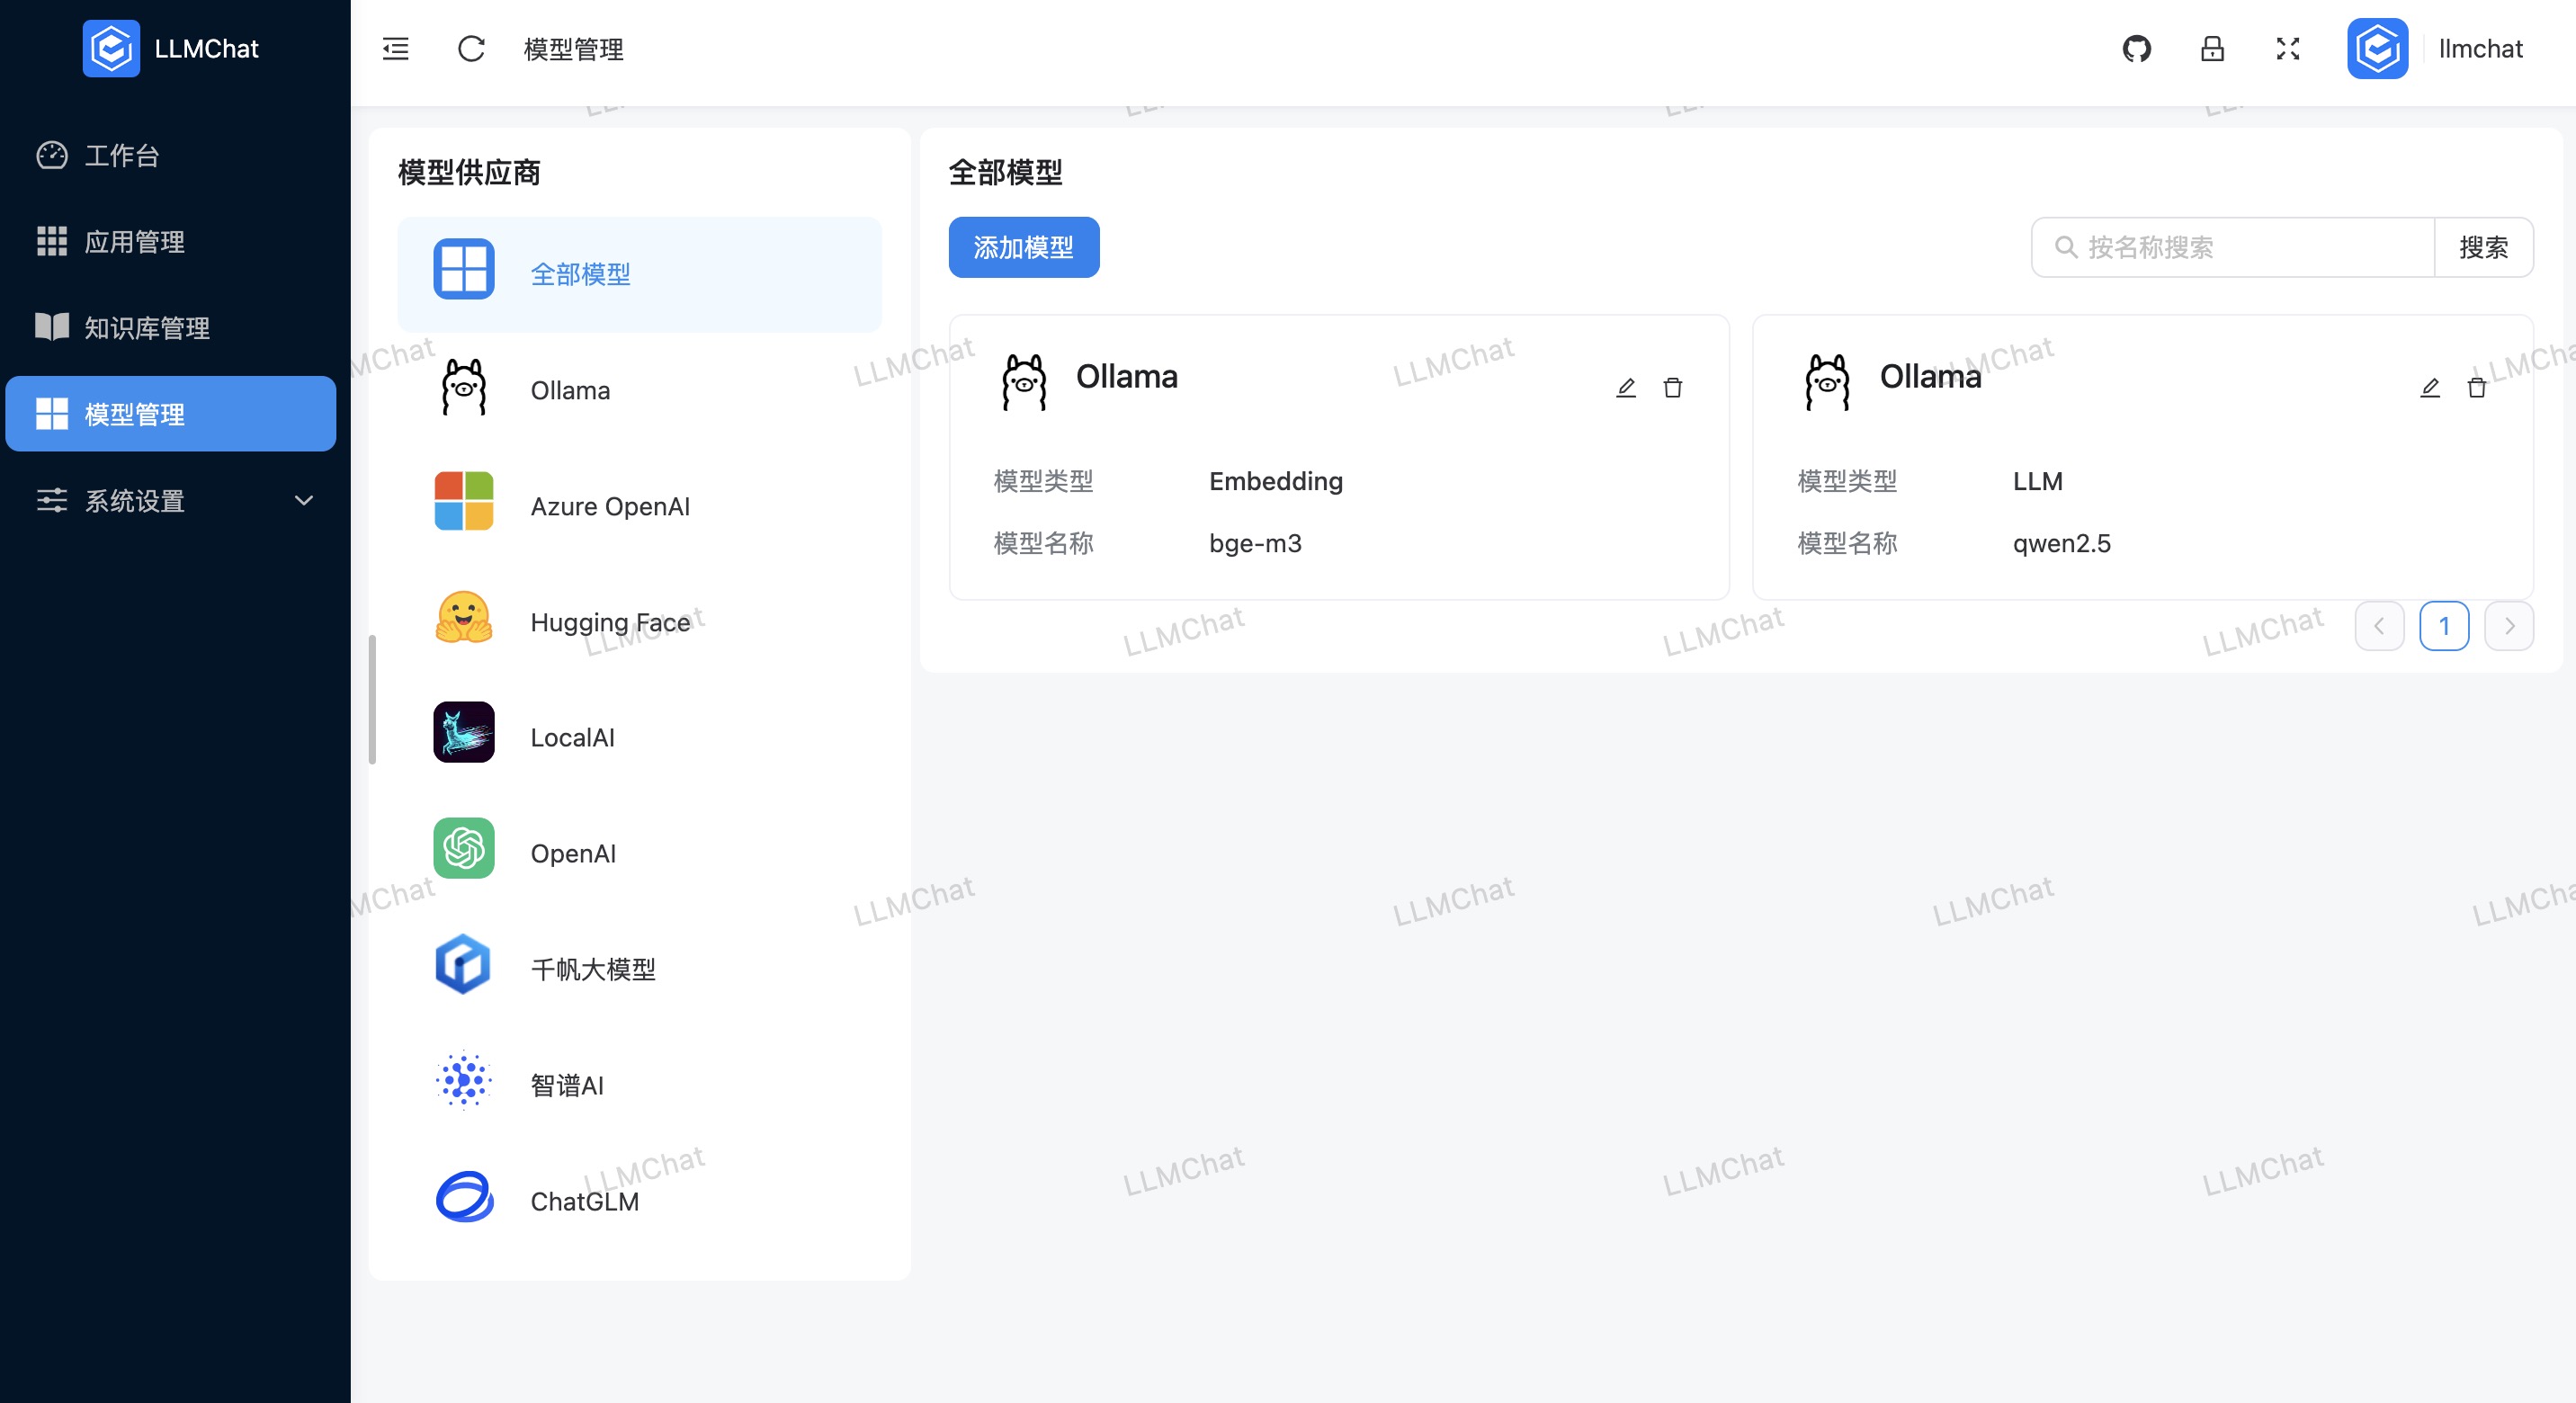 LLMChat
工作台
应用管理
知识库管理
模型管理
系统设置
模型管理
llmchat
模型供应商
全部模型
Ollama
Azure OpenAI
Hugging Face
LocalAI
OpenAI
千帆大模型
智谱AI
ChatGLM
全部模型
添加模型
按名称搜索
搜索
Ollama
模型类型 Embedding
模型名称 bge-m3
Ollama
模型类型 LLM
模型名称 qwen2.5
1
LLMChat